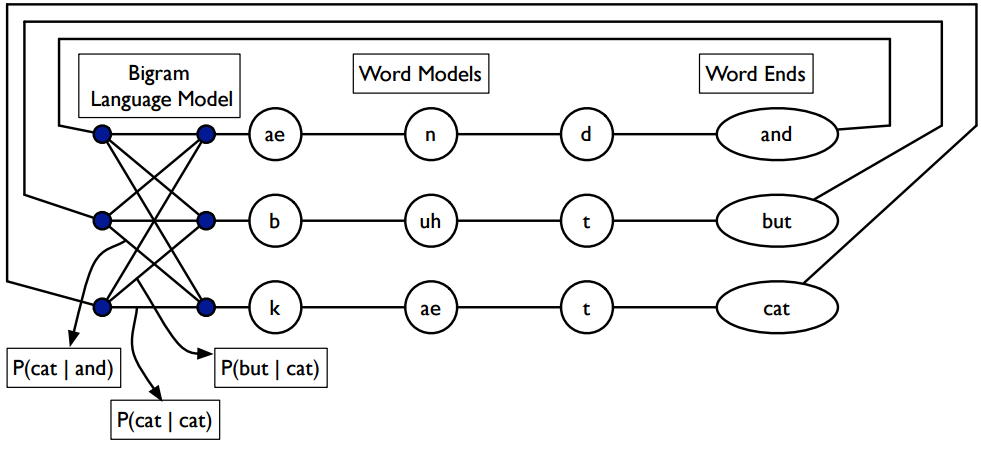 Bigram
Language Model
Word Models
Word Ends
ae
n
d
and
b
uh
t
but
k
ae
t
cat
P(cat | and)
P(but | cat)
P(cat | cat)